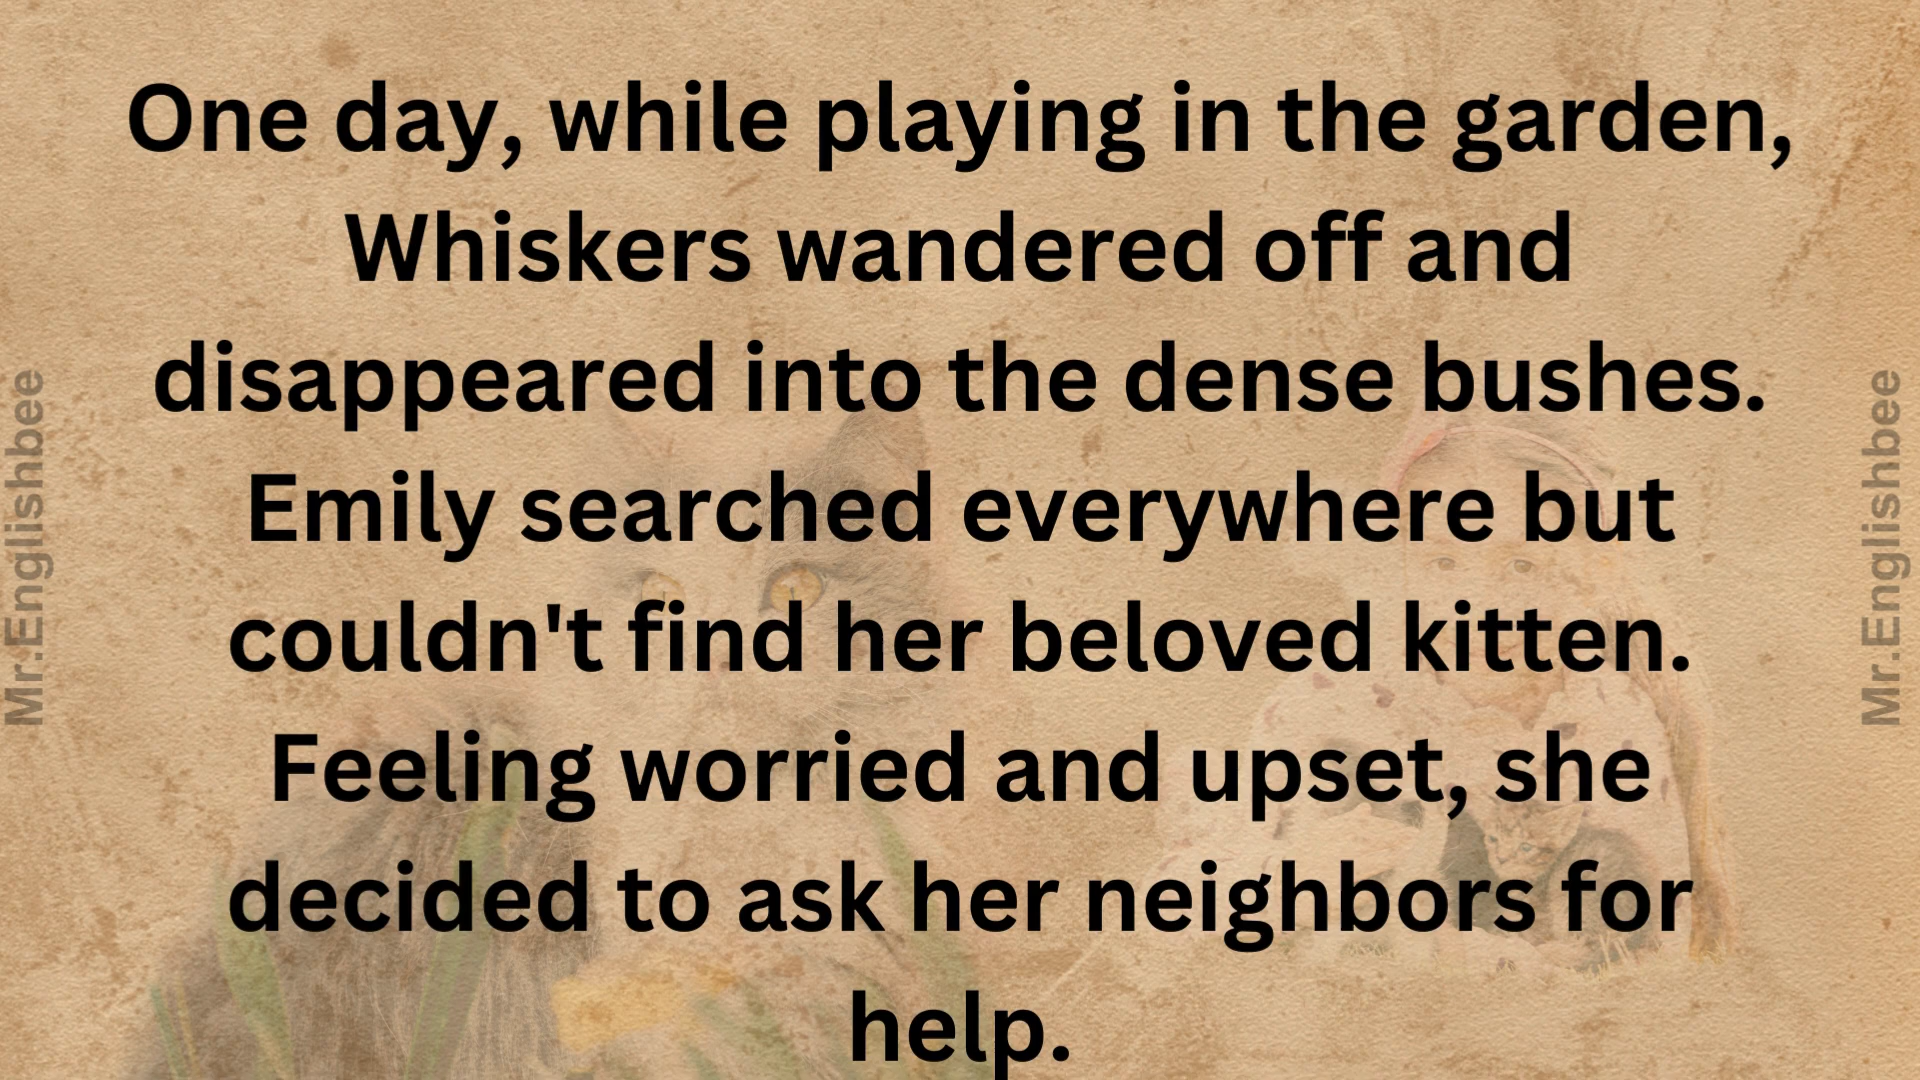 One day, while playing in the garden,
Whiskers wandered off and
disappeared into the dense bushes.
Emily searched everywhere but
couldn't find her beloved kitten.
Feeling worried and upset, she
decided to ask her neighbors for
help.
Mr.Englishbee
Mr.Englishbee